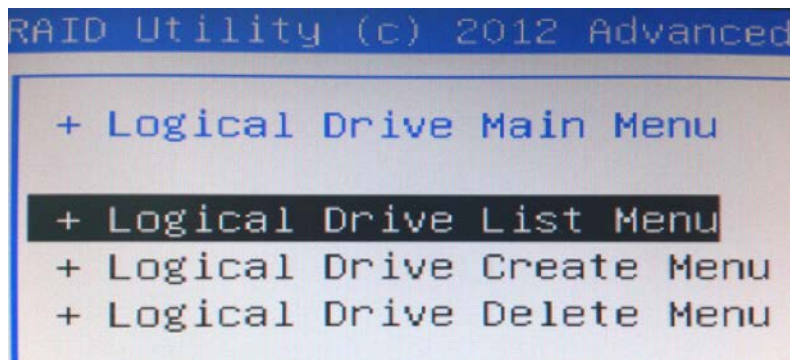 RAID Utility (c) 2012 Advanced
+ Logical Drive Main Menu
+ Logical Drive List Menu
+ Logical Drive Create Menu
+ Logical Drive Delete Menu